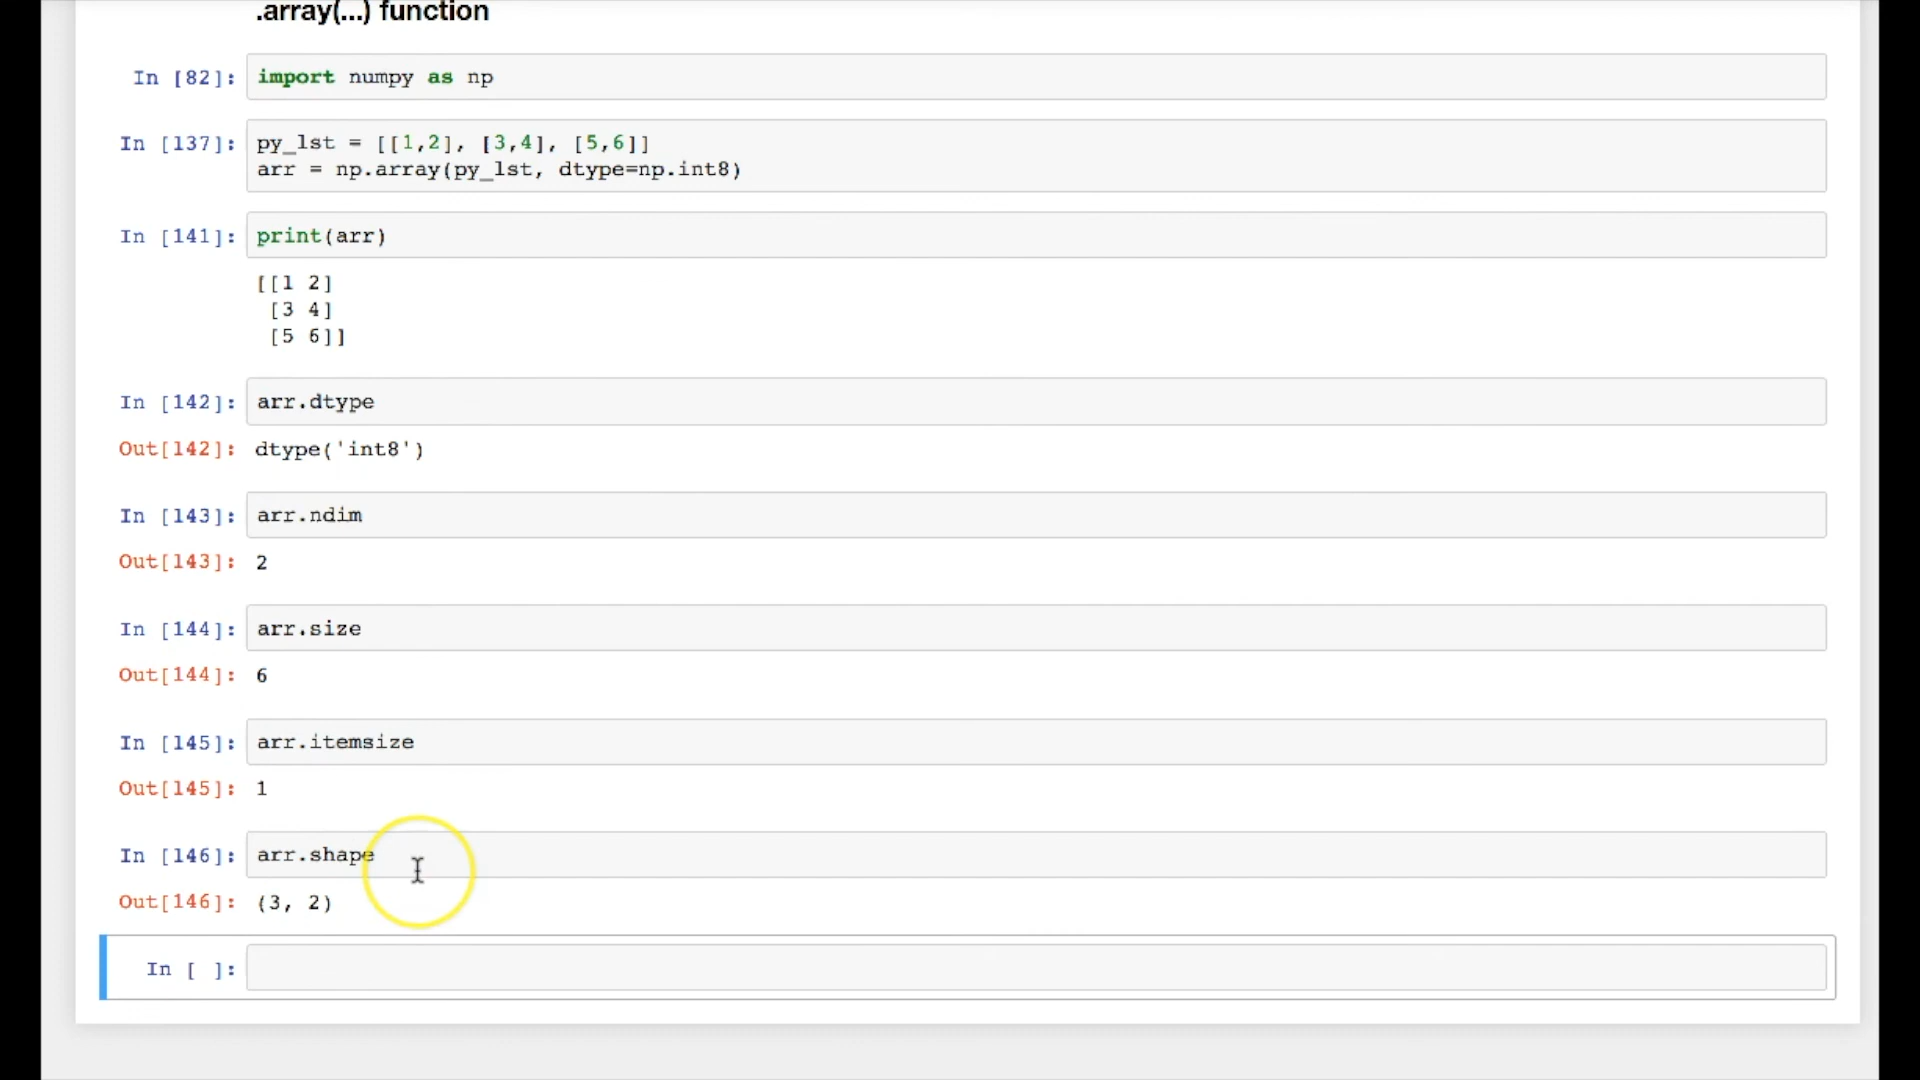 .array(...) function
In [82]: import numpy as np
In [137]: py_lst = [[1,2], [3,4], [5,6]]
arr = np.array(py_lst, dtype=np.int8)
In [141]: print(arr)
[[1 2]
[3 4]
[5 6]]
In [142]: arr.dtype
Out[142]: dtype('int8')
In [143]: arr.ndim
Out[143]: 2
In [144]: arr.size
Out[144]: 6
In [145]: arr.itemsize
Out[145]: 1
In [146]: arr.shape
Out[146]: (3, 2)
In [ ]: